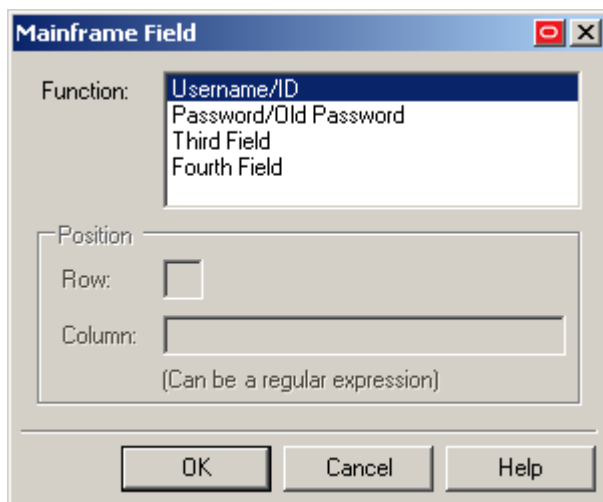 Mainframe Field
Function:
Username/ID
Password/Old Password
Third Field
Fourth Field
Position
Row:
Column:
(Can be a regular expression)
OK
Cancel
Help